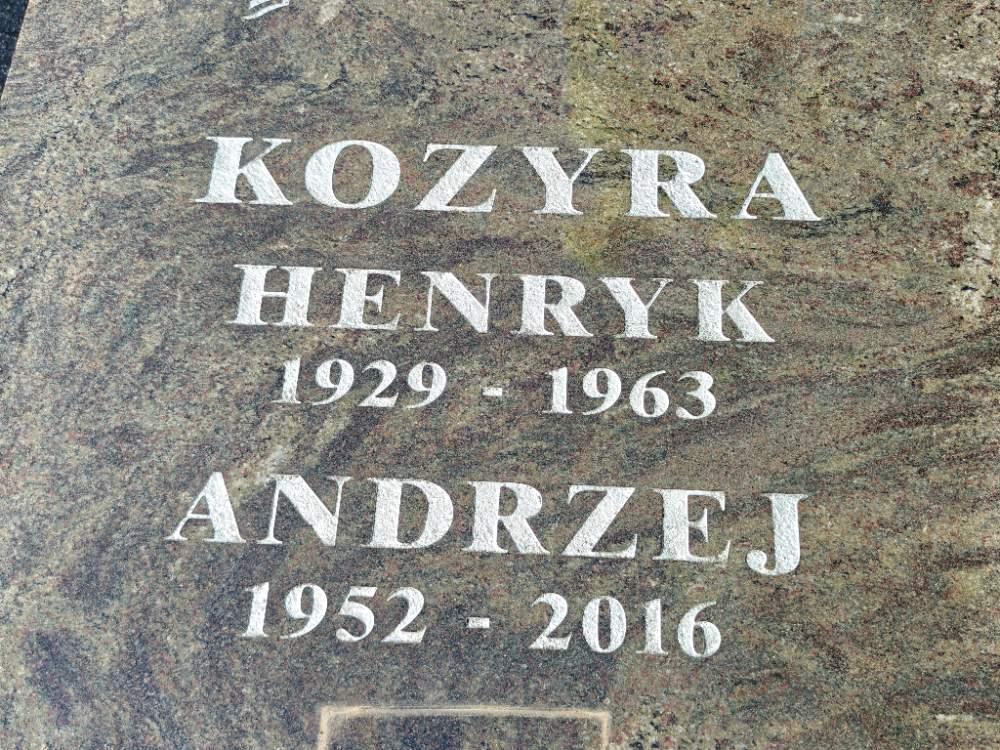 KOZYRA
HENRYK
1929 - 1963
ANDRZEJ
1952 - 2016